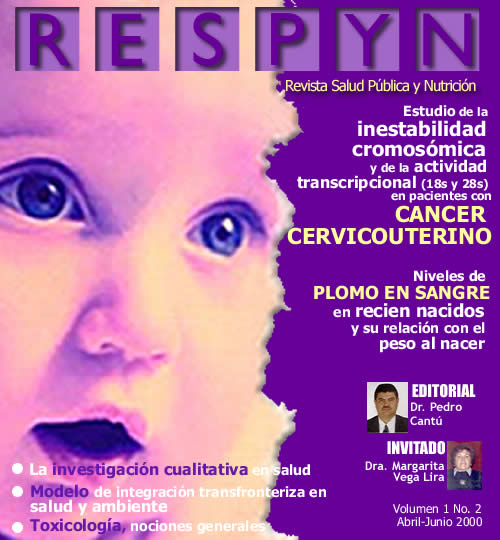 RESPYN
Revista Salud Pública y Nutrición
Estudio de la
inestabilidad
cromosómica
y de la actividad
transcripcional (18s y 28s)
en pacientes con
CANCER
CERVICOUTERINO
Niveles de
PLOMO EN SANGRE
en recien nacidos
y su relación con el
peso al nacer
EDITORIAL
Dr. Pedro
Cantú
INVITADO
Dra. Margarita
Vega Lira
La investigación cualitativa en salud
Modelo de integración transfronteriza en
salud y ambiente
Toxicología, nociones generales
Volumen 1 No. 2
Abril-Junio 2000